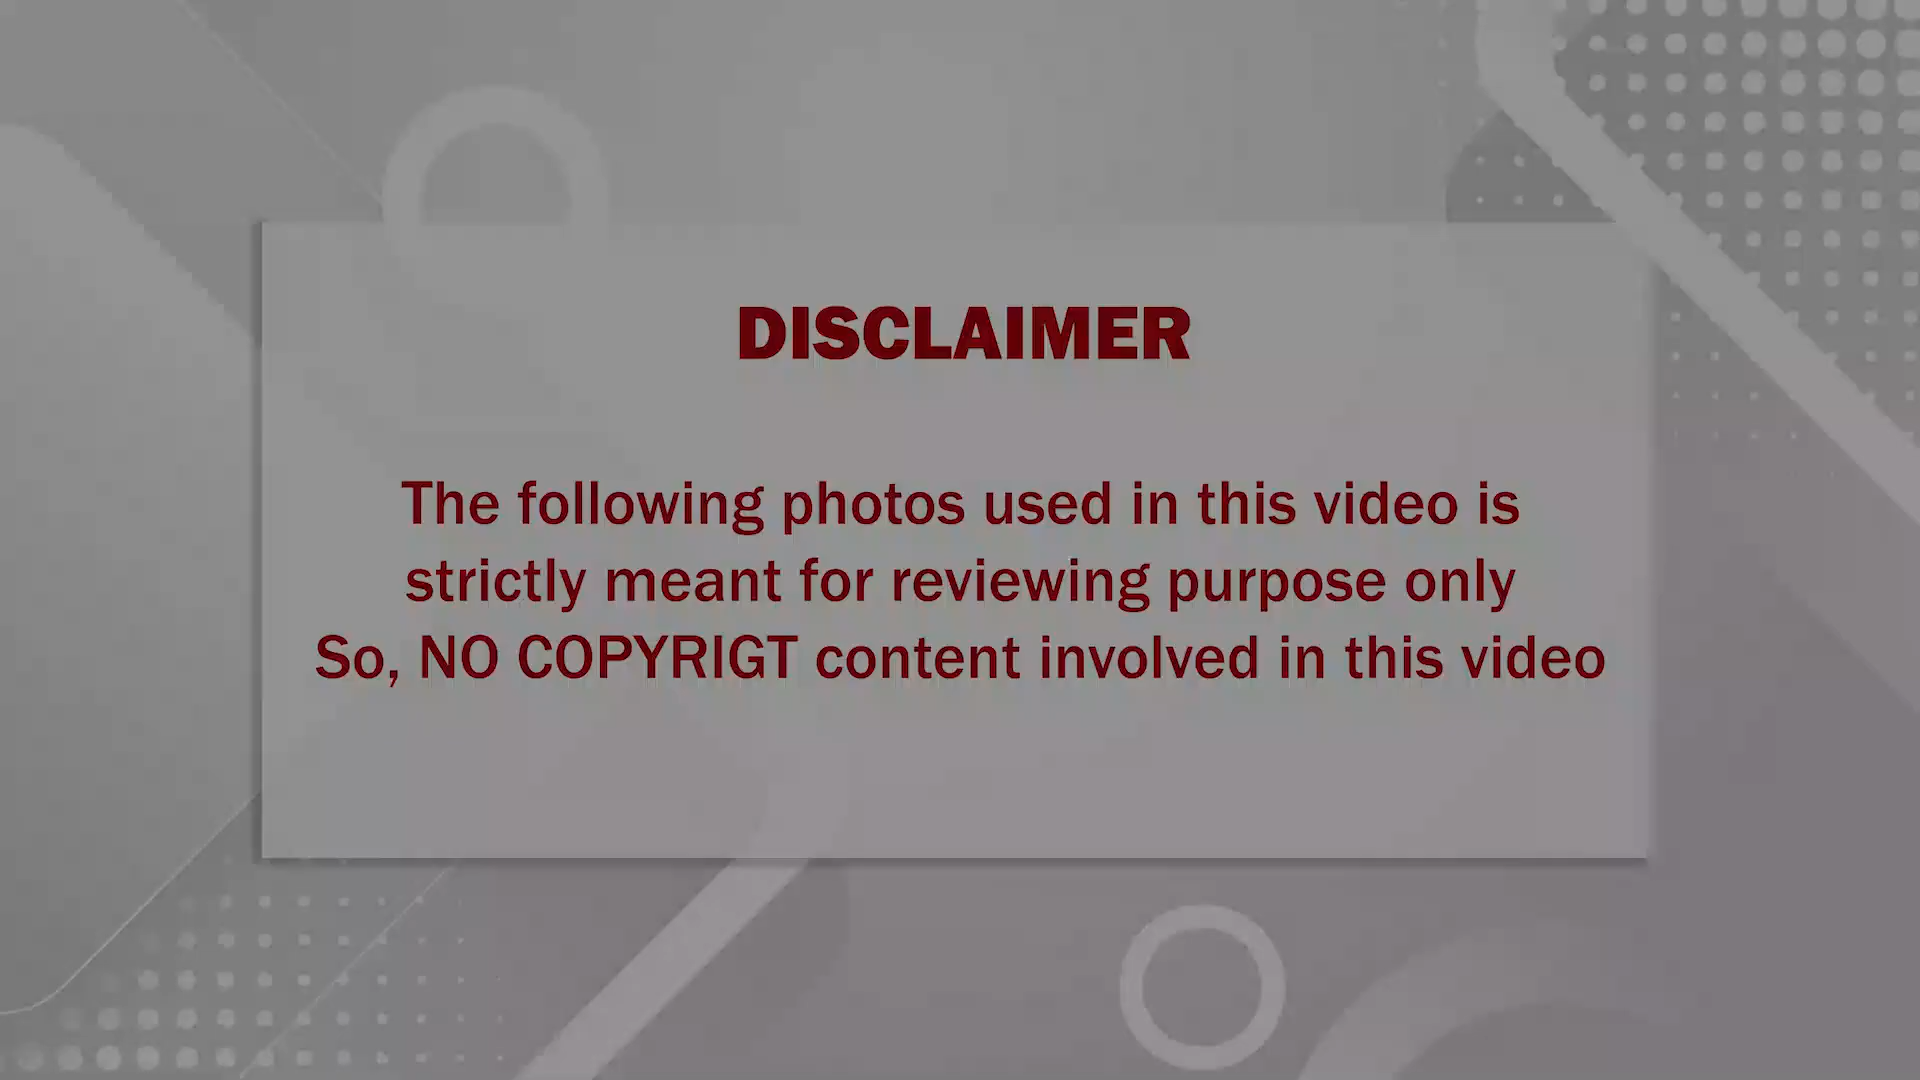 DISCLAIMER
The following photos used in this video is
strictly meant for reviewing purpose only
So, NO COPYRIGT content involved in this video